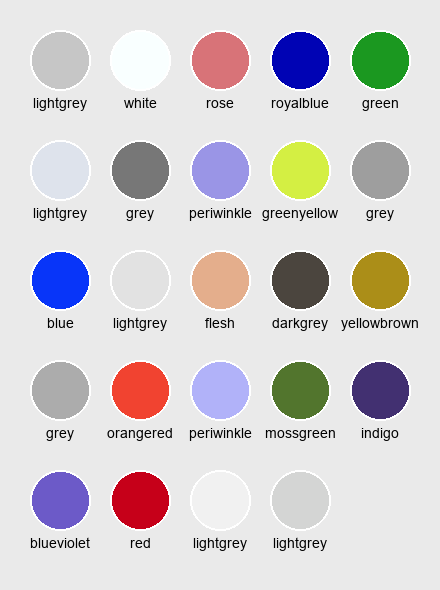 lightgrey white rose royalblue green
lightgrey grey periwinkle greenyellow grey
blue lightgrey flesh darkgrey yellowbrown
grey orangered periwinkle mossgreen indigo
blueviolet red lightgrey lightgrey